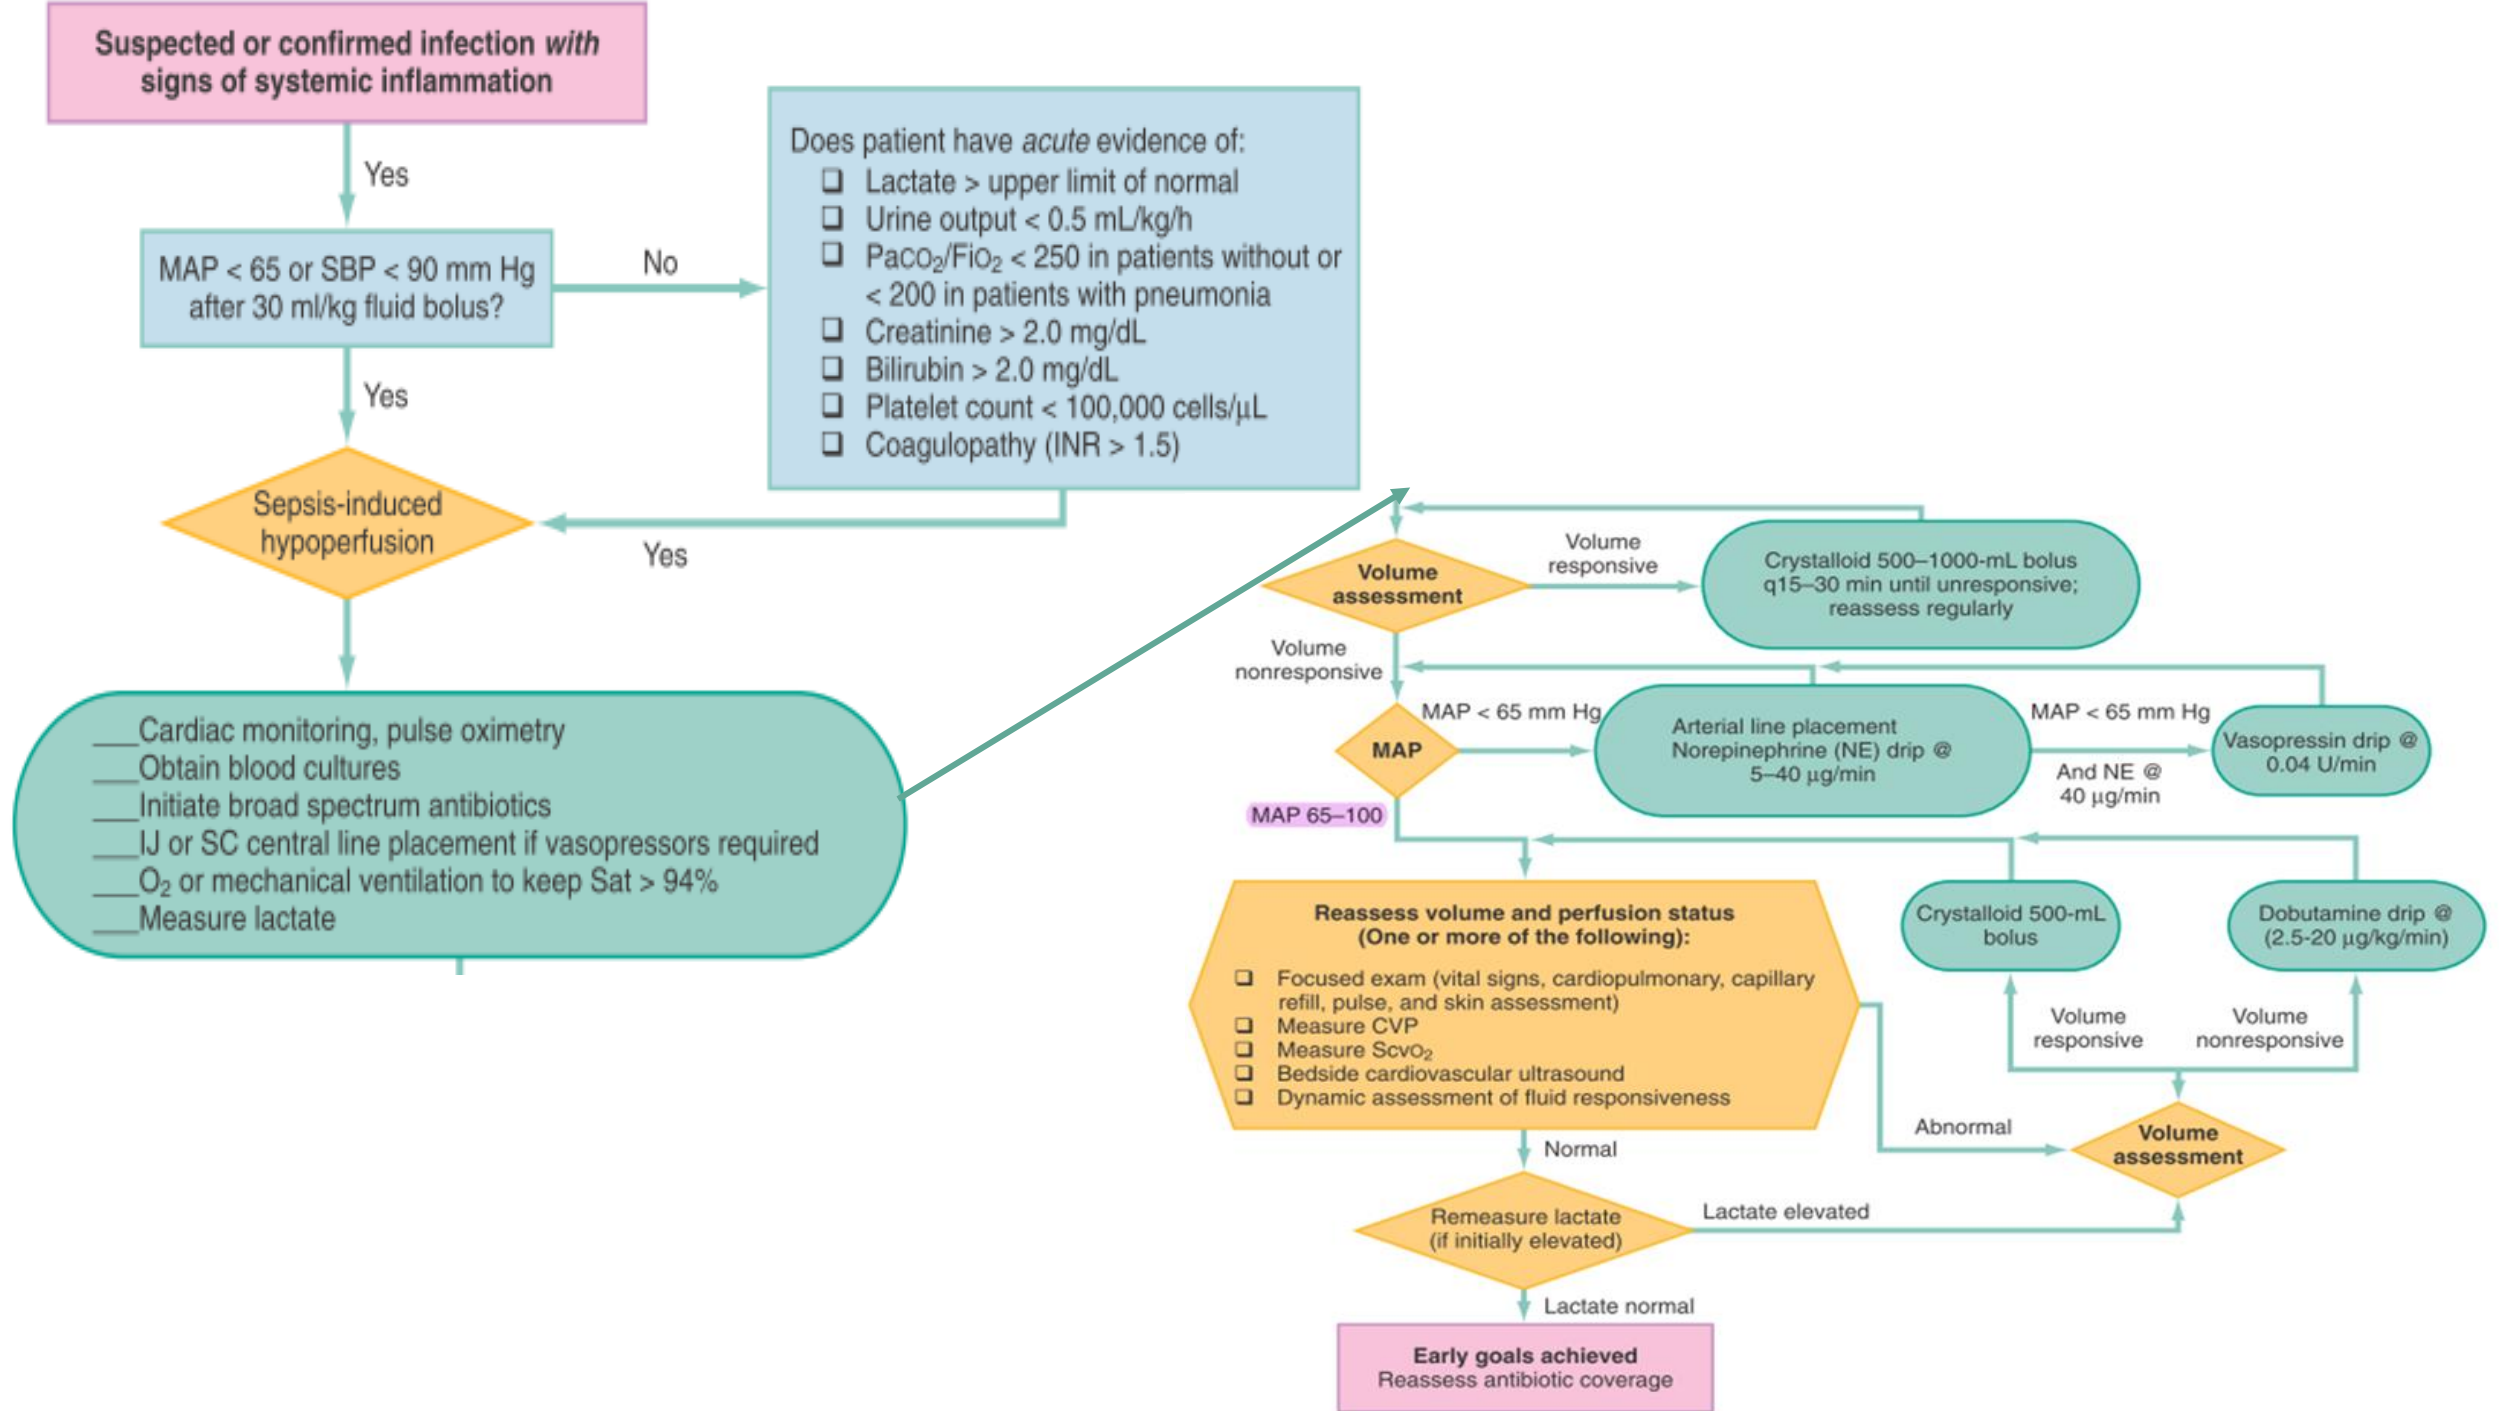 Suspected or confirmed infection with
signs of systemic inflammation
Yes
MAP < 65 or SBP < 90 mm Hg
after 30 ml/kg fluid bolus?
No
Does patient have acute evidence of:
❑ Lactate > upper limit of normal
❑ Urine output < 0.5 mL/kg/h
❑ PaCO₂/FiO₂ < 250 in patients without or
< 200 in patients with pneumonia
❑ Creatinine > 2.0 mg/dL
❑ Bilirubin > 2.0 mg/dL
❑ Platelet count < 100,000 cells/μL
❑ Coagulopathy (INR > 1.5)
Yes
Sepsis-induced
hypoperfusion
Yes
___Cardiac monitoring, pulse oximetry
___Obtain blood cultures
___Initiate broad spectrum antibiotics
___IJ or SC central line placement if vasopressors required
___O₂ or mechanical ventilation to keep Sat > 94%
___Measure lactate
Volume
assessment
Volume
responsive
Crystalloid 500–1000-mL bolus
q15–30 min until unresponsive;
reassess regularly
Volume
nonresponsive
MAP
MAP < 65 mm Hg
Arterial line placement
Norepinephrine (NE) drip @
5–40 μg/min
MAP < 65 mm Hg
And NE @
40 μg/min
Vasopressin drip @
0.04 U/min
MAP 65–100
Reassess volume and perfusion status
(One or more of the following):
❑ Focused exam (vital signs, cardiopulmonary, capillary
refill, pulse, and skin assessment)
❑ Measure CVP
❑ Measure ScvO₂
❑ Bedside cardiovascular ultrasound
❑ Dynamic assessment of fluid responsiveness
Crystalloid 500-mL
bolus
Dobutamine drip @
(2.5-20 μg/kg/min)
Volume
responsive
Volume
nonresponsive
Abnormal
Volume
assessment
Normal
Remeasure lactate
(if initially elevated)
Lactate elevated
Lactate normal
Early goals achieved
Reassess antibiotic coverage